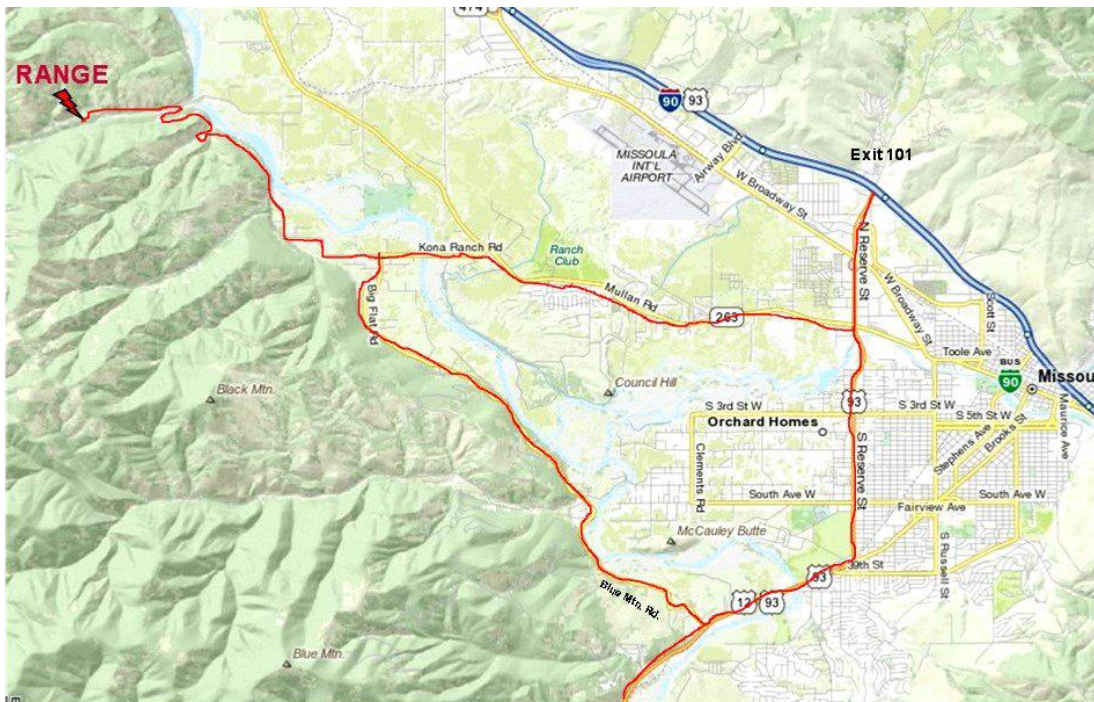 474
RANGE
90
93
MISSOULA
INT'L
AIRPORT
Airway Blvd
Exit 101
W Broadway St
N Reserve St
Kona Ranch Rd
Ranch
Club
Mullan Rd
263
Big Flat Rd
W Broadway St
Scott St
Toole Ave
BUS
90
Missou
Black Mtn.
Council Hill
93
S 3rd St W
S 3rd St W
S 5th St W
Orchard Homes
Stephens Ave
Brooks St
Maurice Ave
Clements Rd
S Reserve St
South Ave W
South Ave W
Fairview Ave
McCauley Butte
S Russell St
39th St
93
12
93
Blue Mtn. Rd.
Blue Mtn.